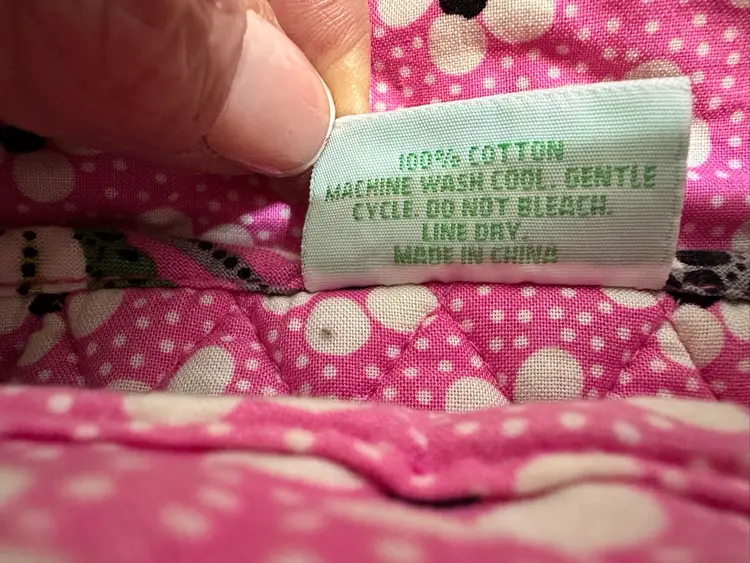 100% COTTON
MACHINE WASH COOL. GENTLE
CYCLE. DO NOT BLEACH.
LINE DRY.
MADE IN CHINA